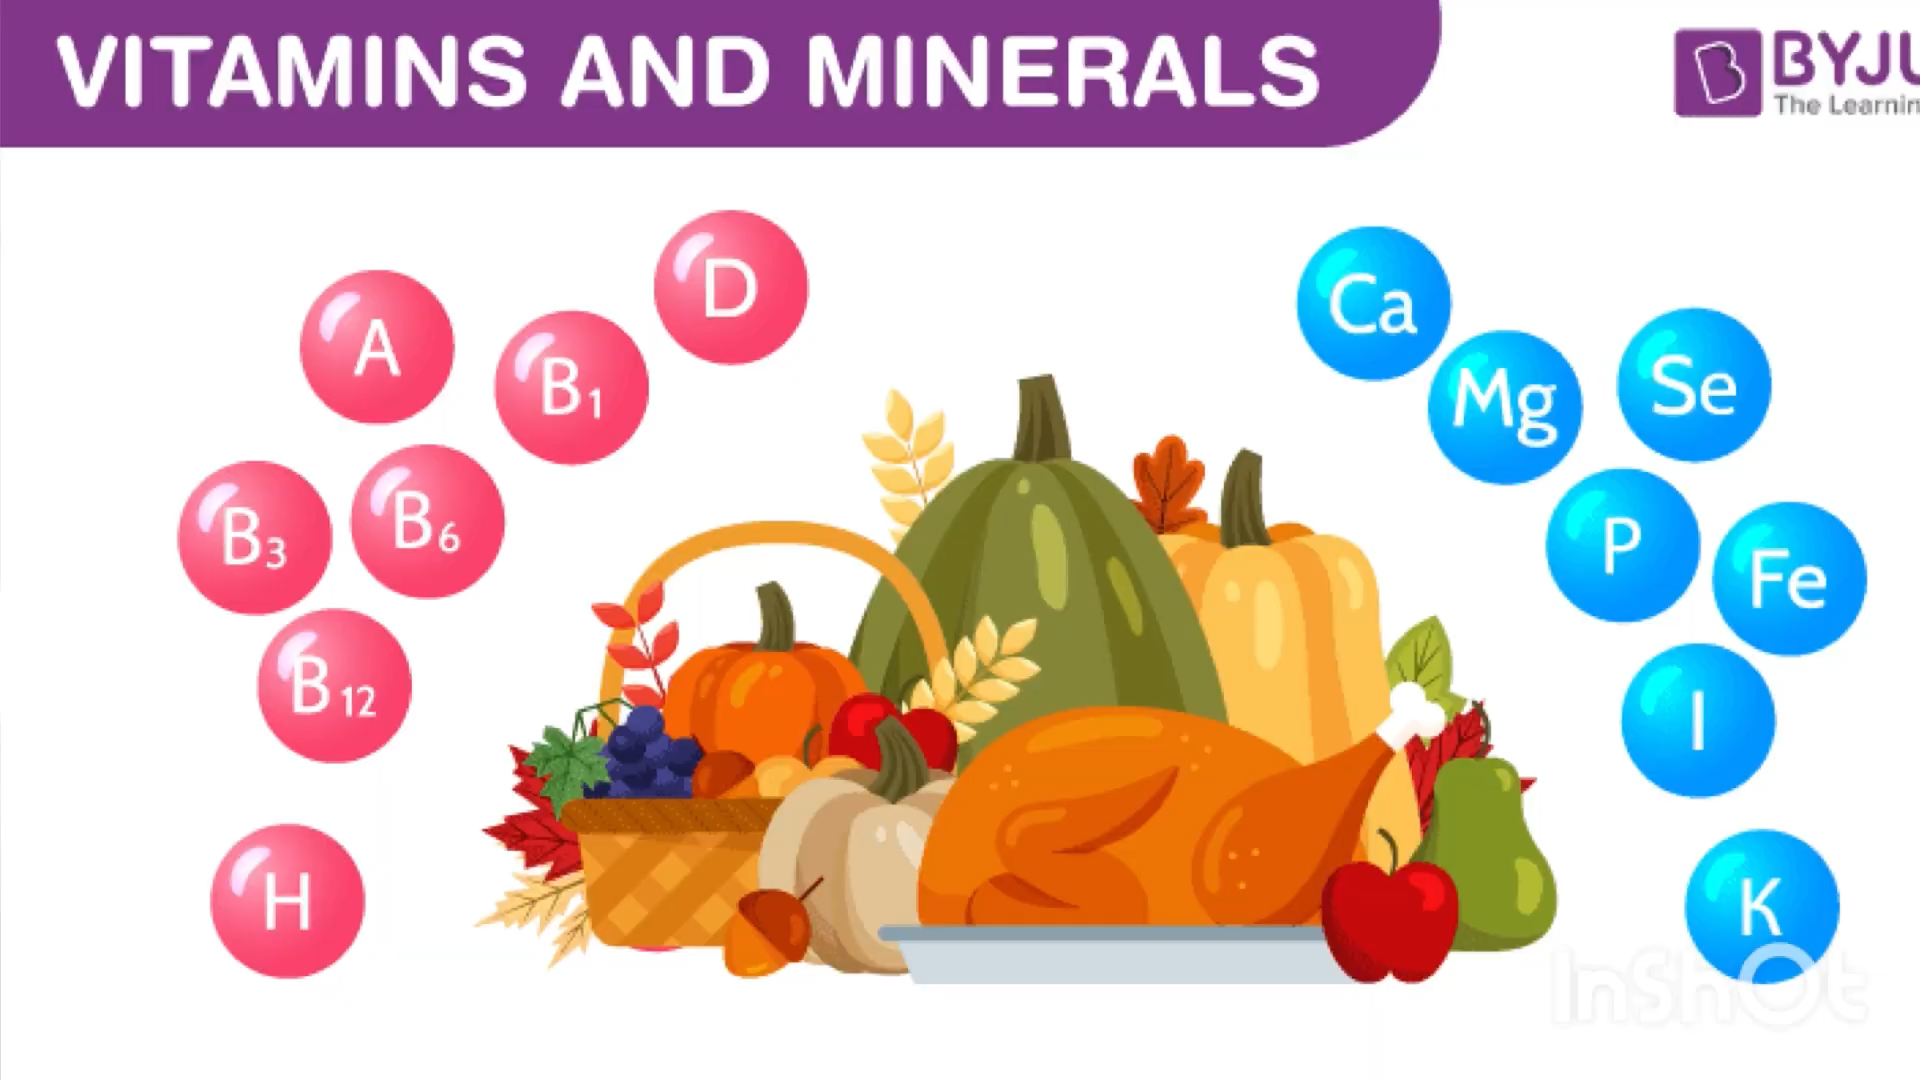 VITAMINS AND MINERALS
BYJU
The Learnin
D
A
B1
B3
B6
B12
H
Ca
Mg
Se
P
Fe
I
K
InShOt